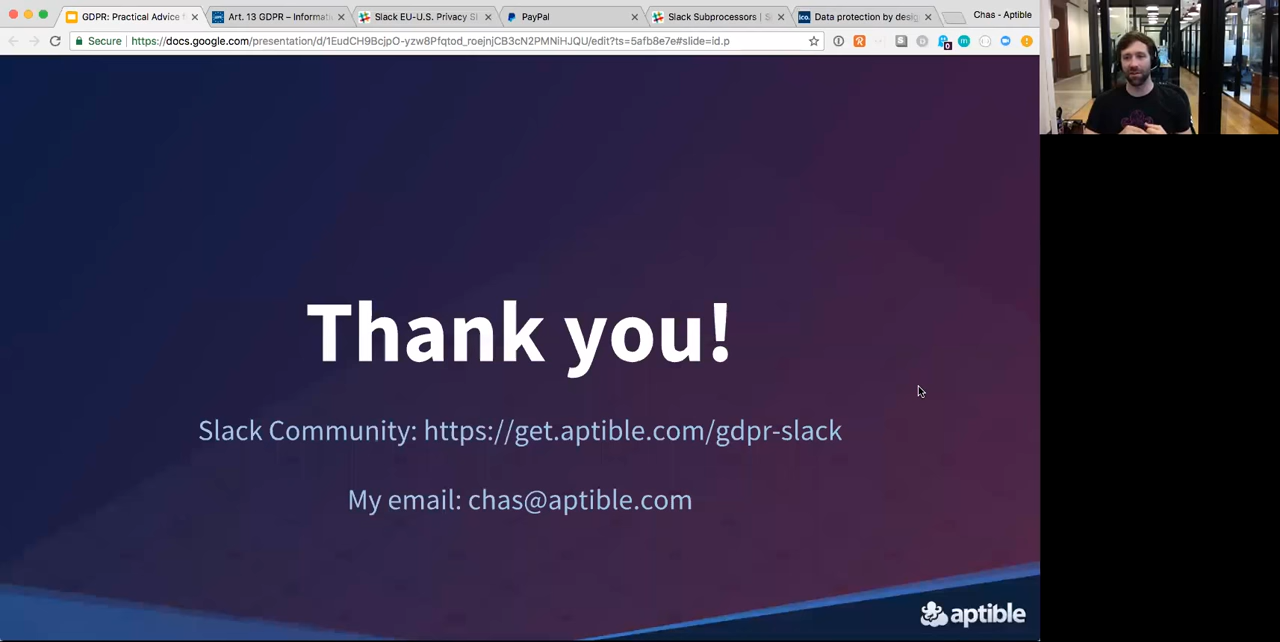 GDPR: Practical Advice f
Art. 13 GDPR – Informati
Slack EU-U.S. Privacy S
PayPal
Slack Subprocessors | S
Data protection by desig
Chas - Aptible
Secure
https://docs.google.com/presentation/d/1EudCH9BcjpO-yzw8Pfqtod_roejnjCB3cN2PMNiHJQU/edit?ts=5afb8e7e#slide=id.p
Thank you!
Slack Community: https://get.aptible.com/gdpr-slack
My email: chas@aptible.com
aptible